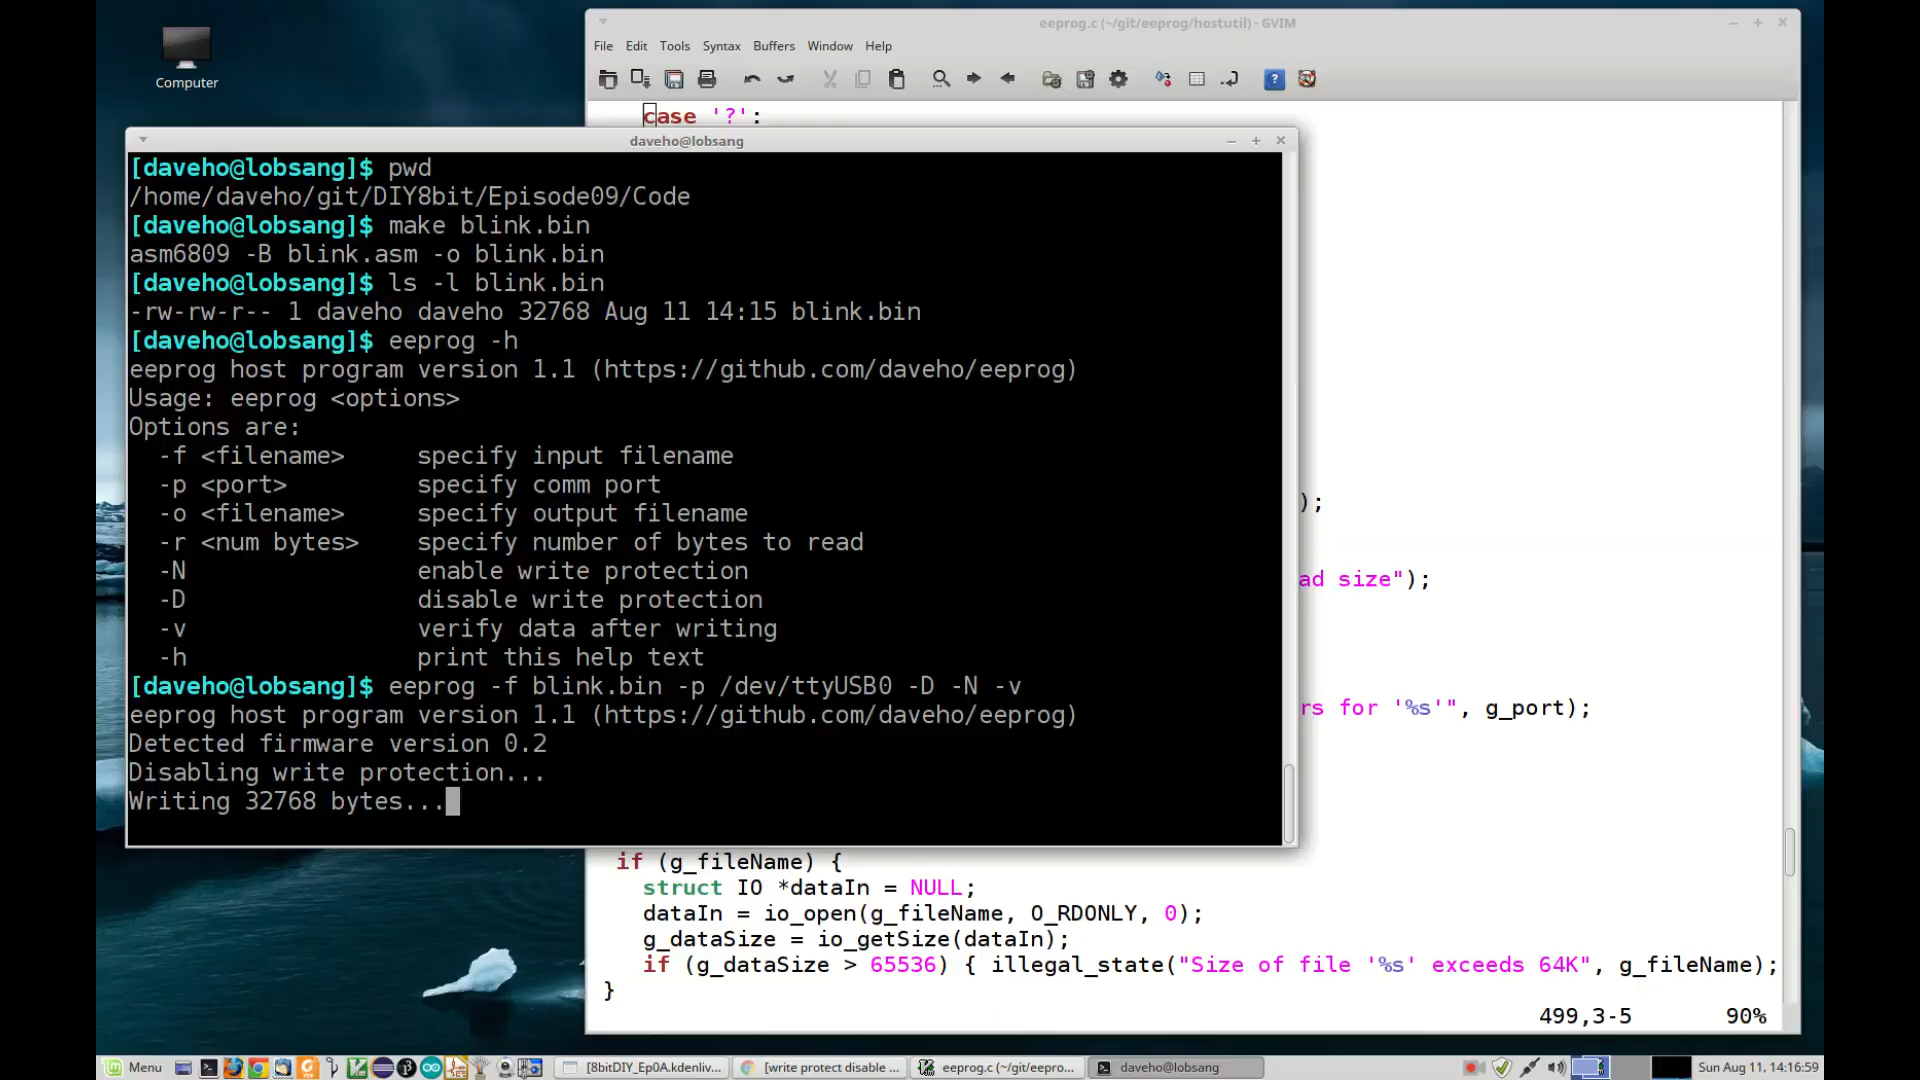 Computer
eeprog.c (~/git/eeprog/hostutil) - GVIM
File Edit Tools Syntax Buffers Window Help
case '?':
daveho@lobsang
[daveho@lobsang]$ pwd
/home/daveho/git/DIY8bit/Episode09/Code
[daveho@lobsang]$ make blink.bin
asm6809 -B blink.asm -o blink.bin
[daveho@lobsang]$ ls -l blink.bin
-rw-rw-r-- 1 daveho daveho 32768 Aug 11 14:15 blink.bin
[daveho@lobsang]$ eeprog -h
eeprog host program version 1.1 (https://github.com/daveho/eeprog)
Usage: eeprog <options>
Options are:
-f <filename> specify input filename
-p <port> specify comm port
-o <filename> specify output filename
);
-r <num bytes> specify number of bytes to read
-N enable write protection
ad size");
-D disable write protection
-v verify data after writing
-h print this help text
[daveho@lobsang]$ eeprog -f blink.bin -p /dev/ttyUSB0 -D -N -v
eeprog host program version 1.1 (https://github.com/daveho/eeprog)
rs for '%s'", g_port);
Detected firmware version 0.2
Disabling write protection...
Writing 32768 bytes...
if (g_fileName) {
struct IO *dataIn = NULL;
dataIn = io_open(g_fileName, O_RDONLY, 0);
g_dataSize = io_getSize(dataIn);
if (g_dataSize > 65536) { illegal_state("Size of file '%s' exceeds 64K", g_fileName);
}
499,3-5 90%
Menu [8bitDIY_Ep0A.kdenliv... [write protect disable ... eeprog.c (~/git/eepro... daveho@lobsang Sun Aug 11, 14:16:59